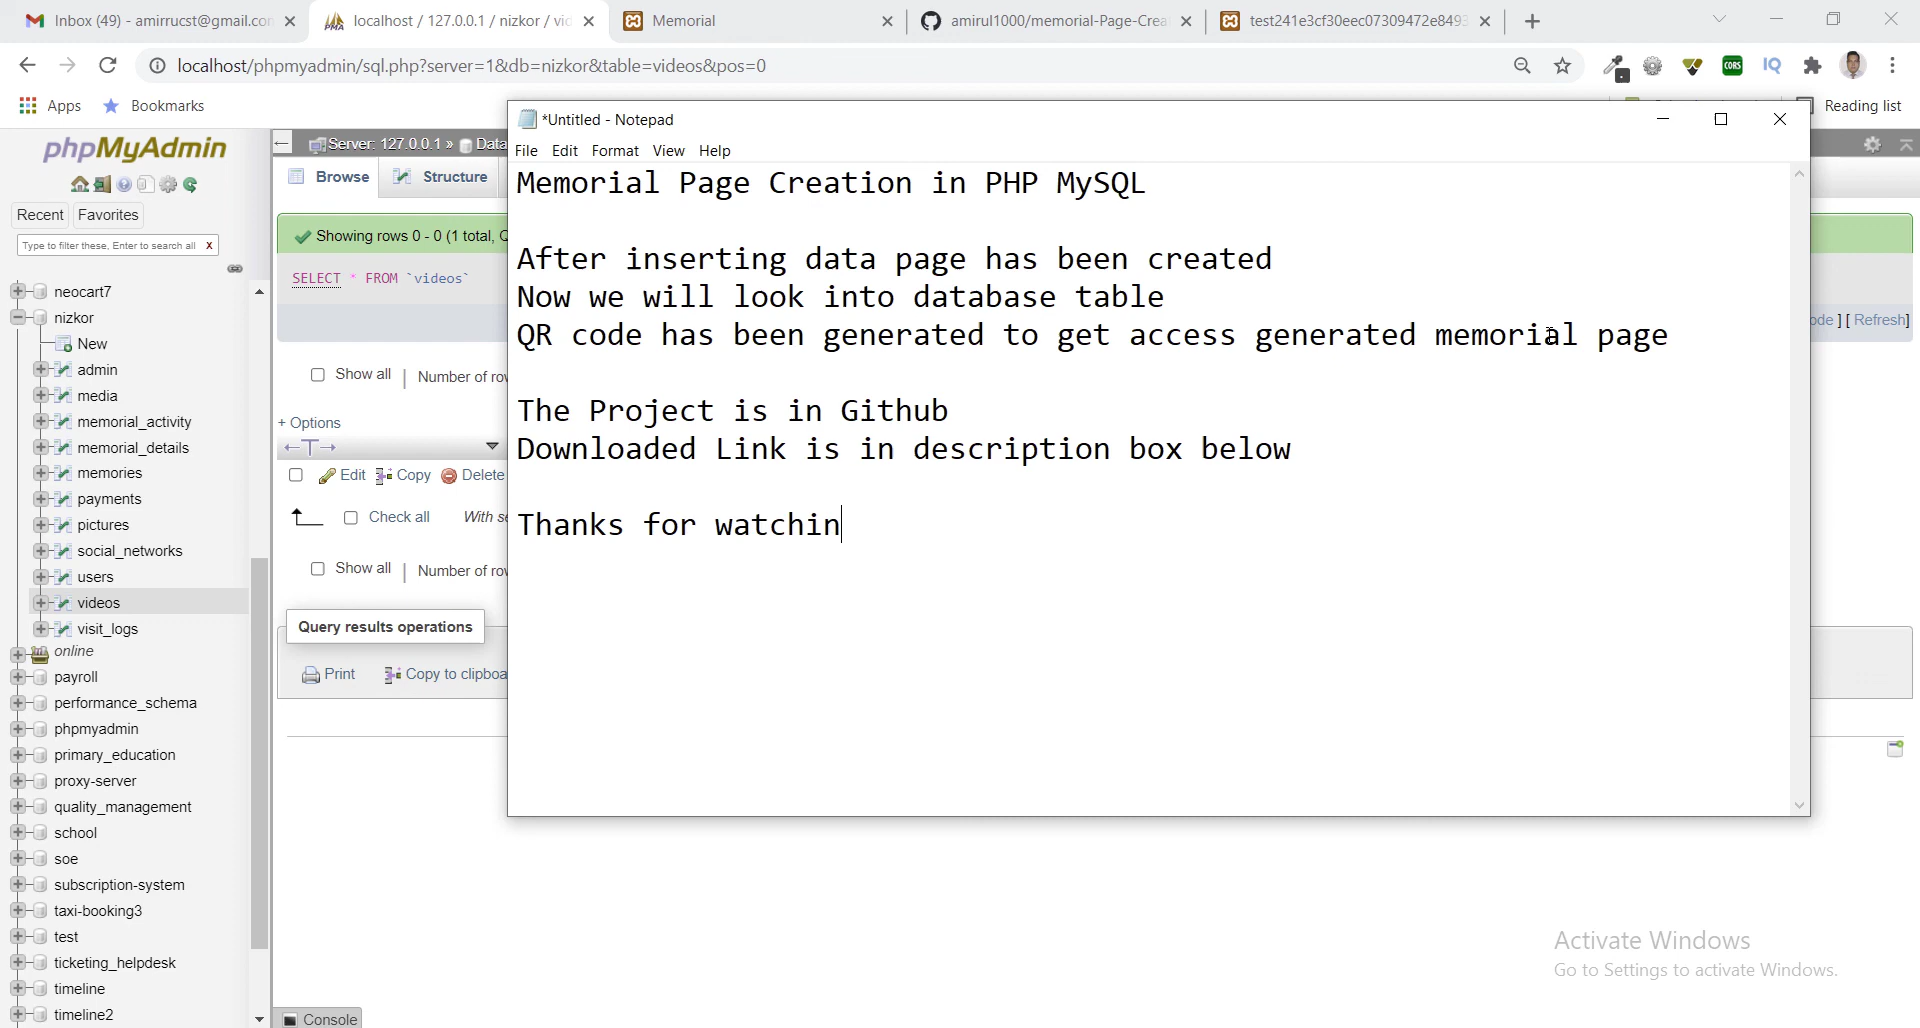 Inbox (49) - amirrucst@gmail.con
localhost / 127.0.0.1 / nizkor / vic
Memorial
amirul1000/memorial-Page-Crea
test241e3cf30eec07309472e8493
localhost/phpmyadmin/sql.php?server=1&db=nizkor&table=videos&pos=0
CORS
IQ
Apps
Bookmarks
Reading list
*Untitled - Notepad
File Edit Format View Help
Memorial Page Creation in PHP MySQL
After inserting data page has been created
Now we will look into database table
QR code has been generated to get access generated memorial page
The Project is in Github
Downloaded Link is in description box below
Thanks for watchin
phpMyAdmin
Recent Favorites
Type to filter these, Enter to search all X
neocart7
nizkor
New
admin
media
memorial_activity
memorial_details
memories
payments
pictures
social_networks
users
videos
visit_logs
online
payroll
performance_schema
phpmyadmin
primary_education
proxy-server
quality_management
school
soe
subscription-system
taxi-booking3
test
ticketing_helpdesk
timeline
timeline2
Server: 127.0.0.1 » Data
Browse Structure
Showing rows 0 - 0 (1 total, Q
SELECT * FROM `videos`
ode ] [ Refresh]
Show all Number of rov
+ Options
←T→
Edit Copy Delete
Check all With se
Show all Number of rov
Query results operations
Print Copy to clipboa
Console
Activate Windows
Go to Settings to activate Windows.